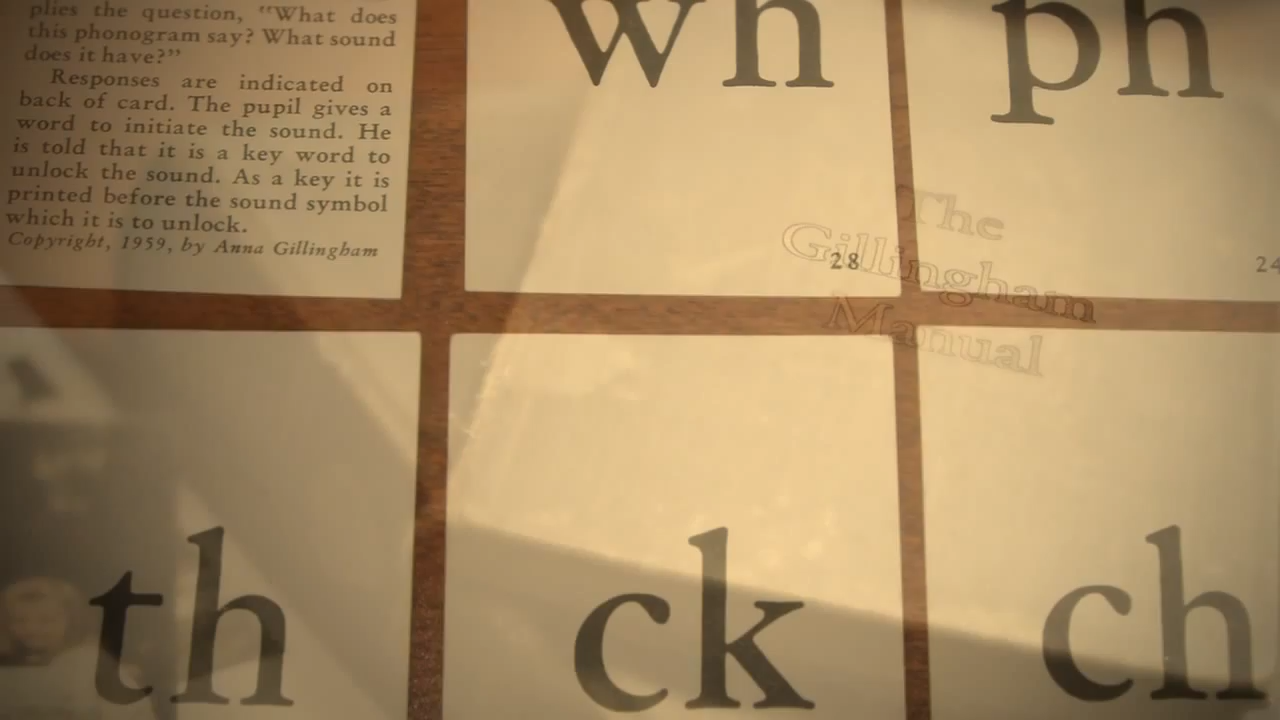 plies the question, “What does
this phonogram say? What sound
does it have?”
Responses are indicated on
back of card. The pupil gives a
word to initiate the sound. He
is told that it is a key word to
unlock the sound. As a key it is
printed before the sound symbol
which it is to unlock.
Copyright, 1959, by Anna Gillingham
wh
28
ph
24
The
Gillingham
Manual
th
ck
ch